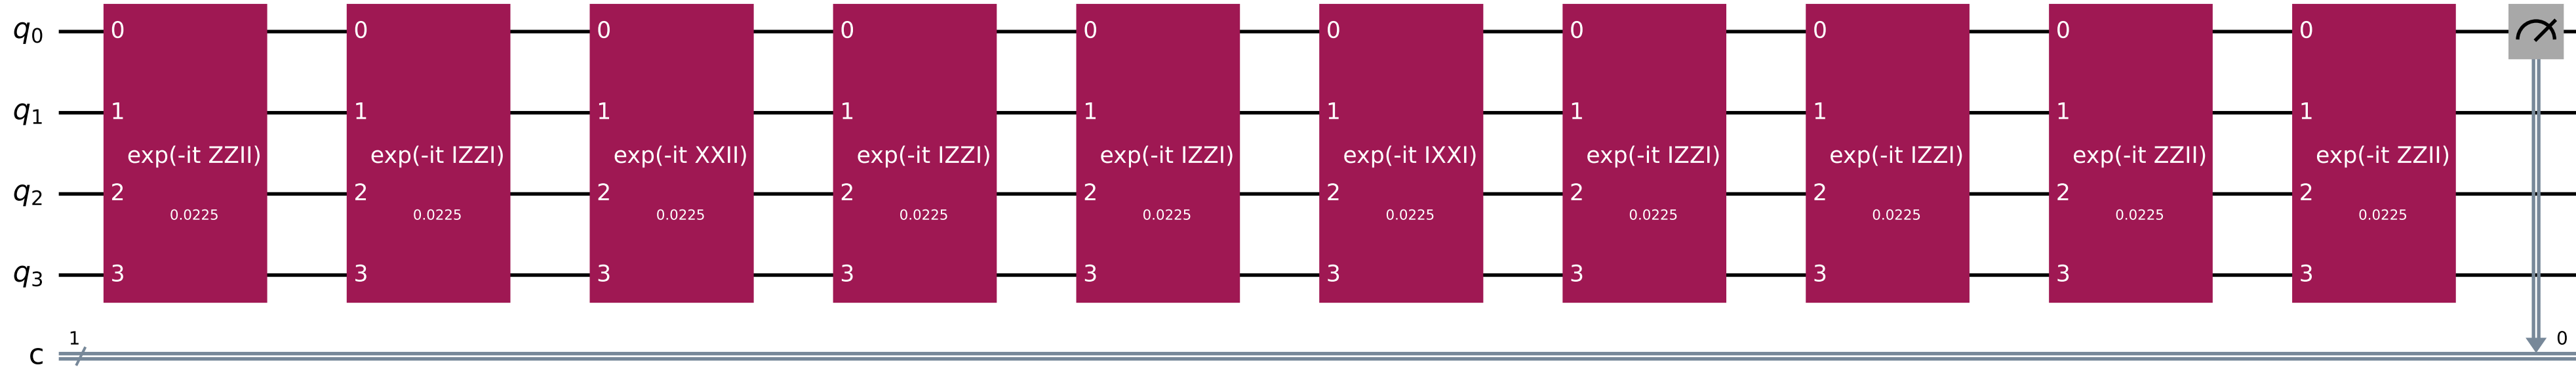 q0 0 0 0 0 0 0 0 0 0 0
q1 1 1 1 1 1 1 1 1 1 1
exp(-it ZZII) exp(-it IZZI) exp(-it XXII) exp(-it IZZI) exp(-it IZZI) exp(-it IXXI) exp(-it IZZI) exp(-it IZZI) exp(-it ZZII) exp(-it ZZII)
q2 2 2 2 2 2 2 2 2 2 2
0.0225 0.0225 0.0225 0.0225 0.0225 0.0225 0.0225 0.0225 0.0225 0.0225
q3 3 3 3 3 3 3 3 3 3 3
1 0
c